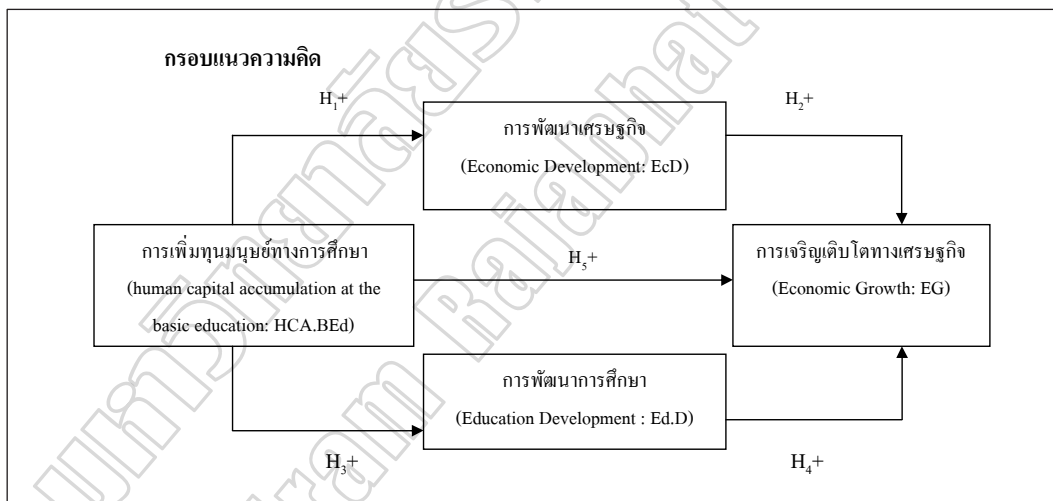 กรอบแนวความคิด
H₁+
H₂+
การพัฒนาเศรษฐกิจ
(Economic Development: EcD)
การเพิ่มทุนมนุษย์ทางการศึกษา
(human capital accumulation at the
basic education: HCA.BEd)
H₅+
การเจริญเติบโตทางเศรษฐกิจ
(Economic Growth: EG)
การพัฒนาการศึกษา
(Education Development : Ed.D)
H₃+
H₄+